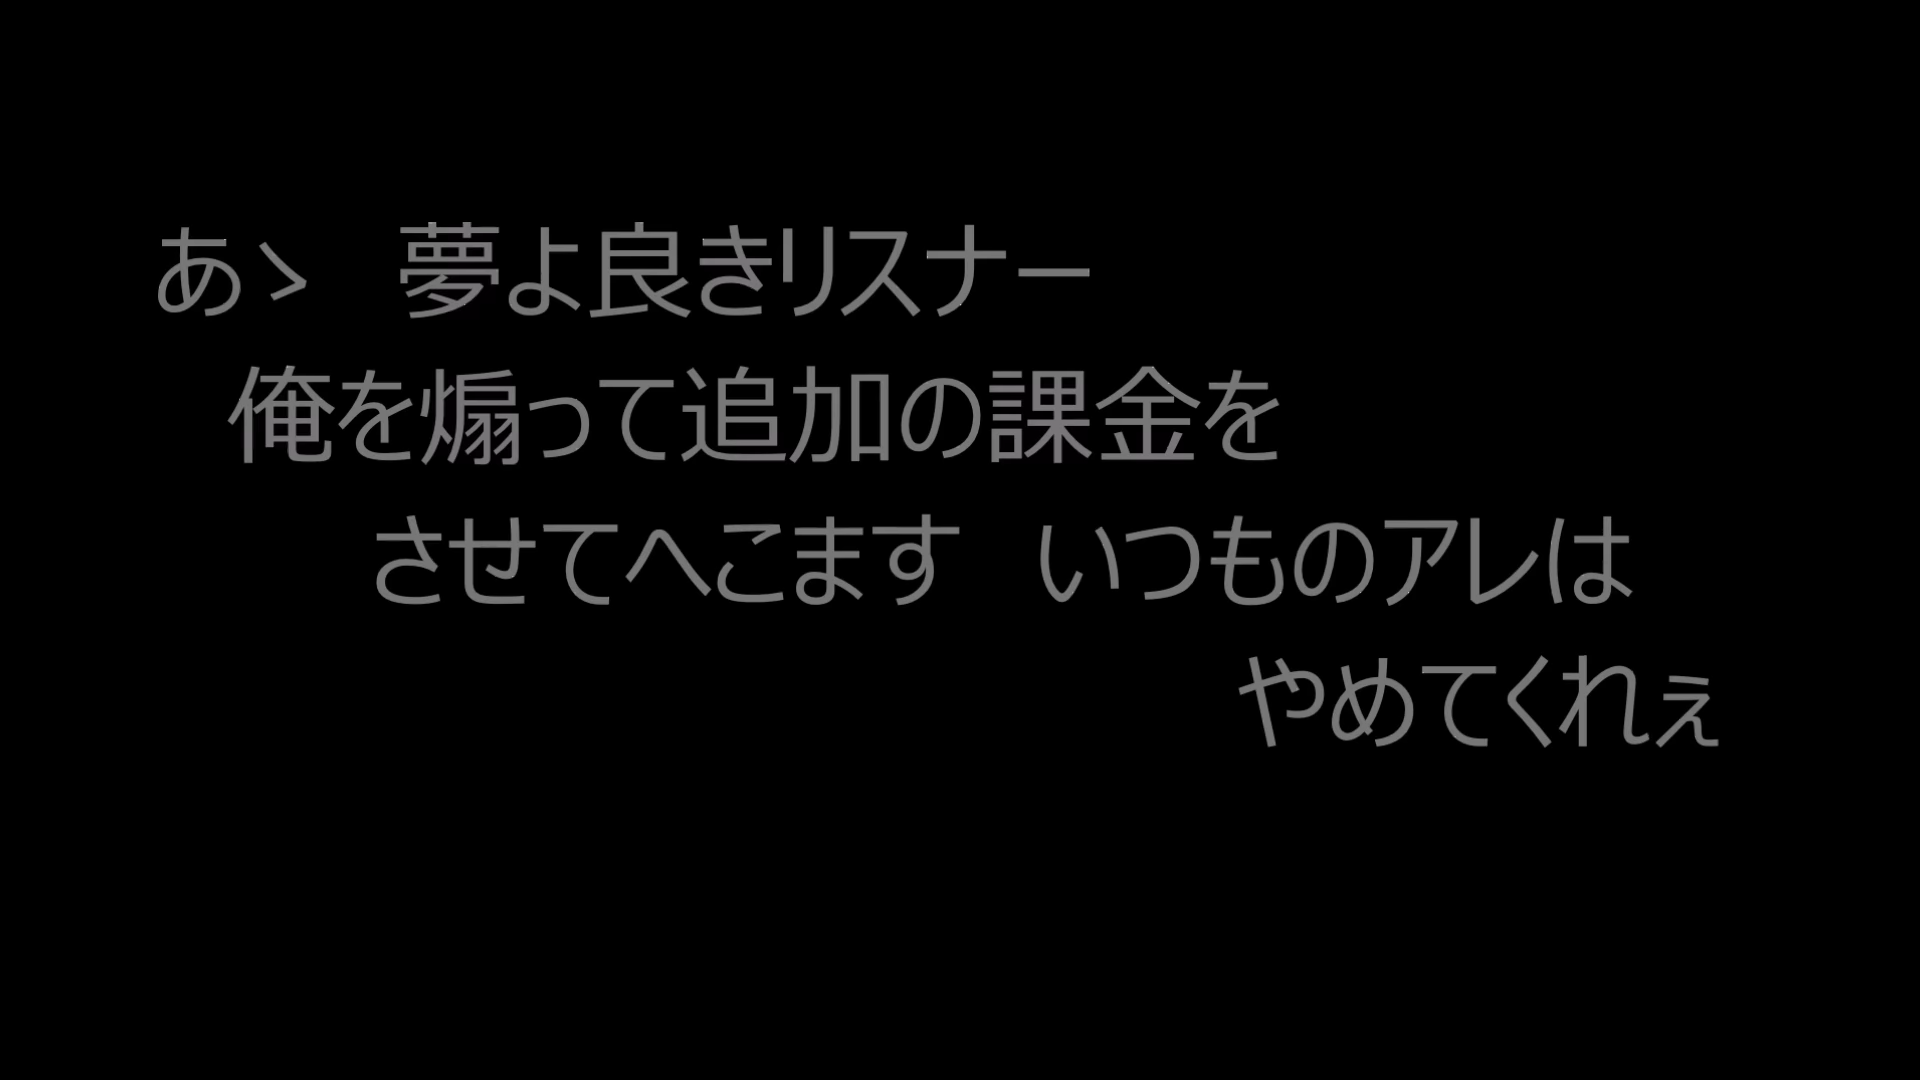 あゝ　夢よ良きリスナー
俺を煽って追加の課金を
させてへこます　いつものアレは
やめてくれぇ